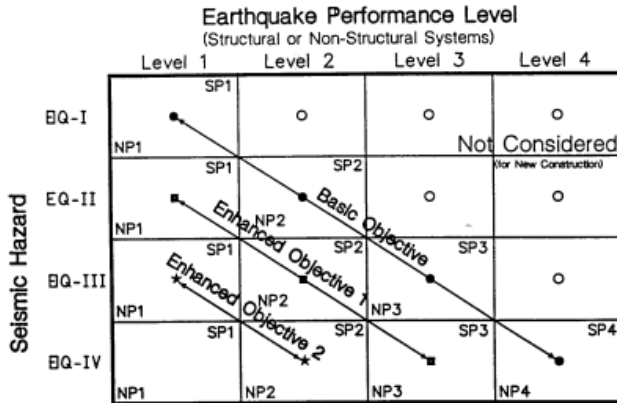 Earthquake Performance Level
(Structural or Non-Structural Systems)
Level 1 Level 2 Level 3 Level 4
SP1
EQ-I
NP1
Not Considered
(for New Construction)
SP1 SP2
EQ-II
NP1 NP2
Basic Objective
SP1 SP2 SP3
Enhanced Objective 1
EQ-III
NP1 NP2 NP3
Enhanced Objective 2
SP1 SP2 SP3 SP4
EQ-IV
NP1 NP2 NP3 NP4
Seismic Hazard